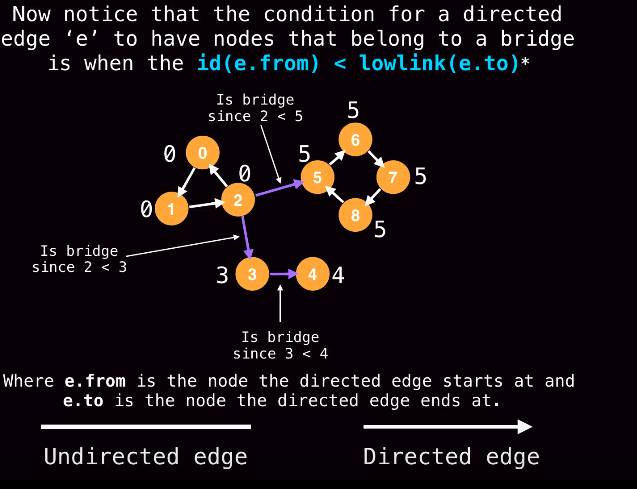 Now notice that the condition for a directed
edge ‘e’ to have nodes that belong to a bridge
is when the id(e.from) < lowlink(e.to)*
Is bridge
since 2 < 5
5
0
0
0
5
6
0
1
2
5
7
5
8
5
Is bridge
since 2 < 3
3
3
4
4
Is bridge
since 3 < 4
Where e.from is the node the directed edge starts at and
e.to is the node the directed edge ends at.
Undirected edge
Directed edge